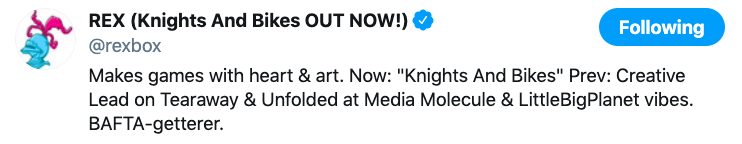 REX (Knights And Bikes OUT NOW!)
Following
@rexbox
Makes games with heart & art. Now: "Knights And Bikes" Prev: Creative
Lead on Tearaway & Unfolded at Media Molecule & LittleBigPlanet vibes.
BAFTA-getterer.